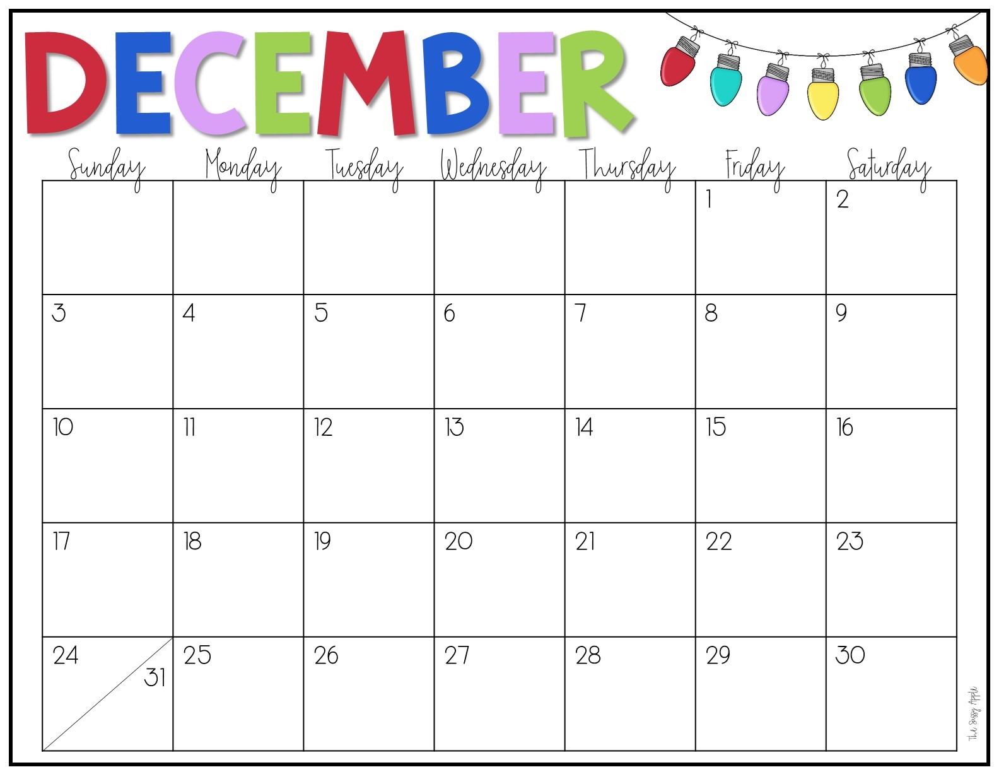 DECEMBER
Sunday Monday Tuesday Wednesday Thursday Friday Saturday
1 2
3 4 5 6 7 8 9
10 11 12 13 14 15 16
17 18 19 20 21 22 23
24 31 25 26 27 28 29 30
The Sassy Apple